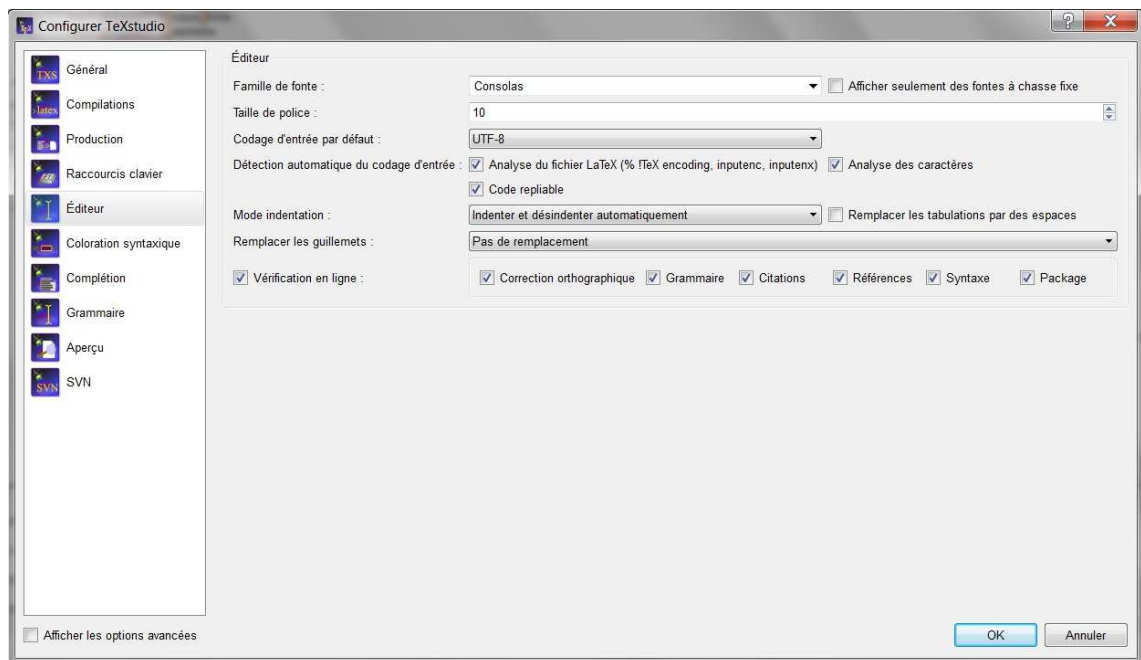 Configurer TeXstudio
Général
Compilations
Production
Raccourcis clavier
Éditeur
Coloration syntaxique
Complétion
Grammaire
Aperçu
SVN
Éditeur
Famille de fonte : Consolas Afficher seulement des fontes à chasse fixe
Taille de police : 10
Codage d'entrée par défaut : UTF-8
Détection automatique du codage d'entrée : Analyse du fichier LaTeX (% !TeX encoding, inputenc, inputenx) Analyse des caractères
Code repliable
Mode indentation : Indenter et désindenter automatiquement Remplacer les tabulations par des espaces
Remplacer les guillemets : Pas de remplacement
Vérification en ligne : Correction orthographique Grammaire Citations Références Syntaxe Package
Afficher les options avancées
OK Annuler